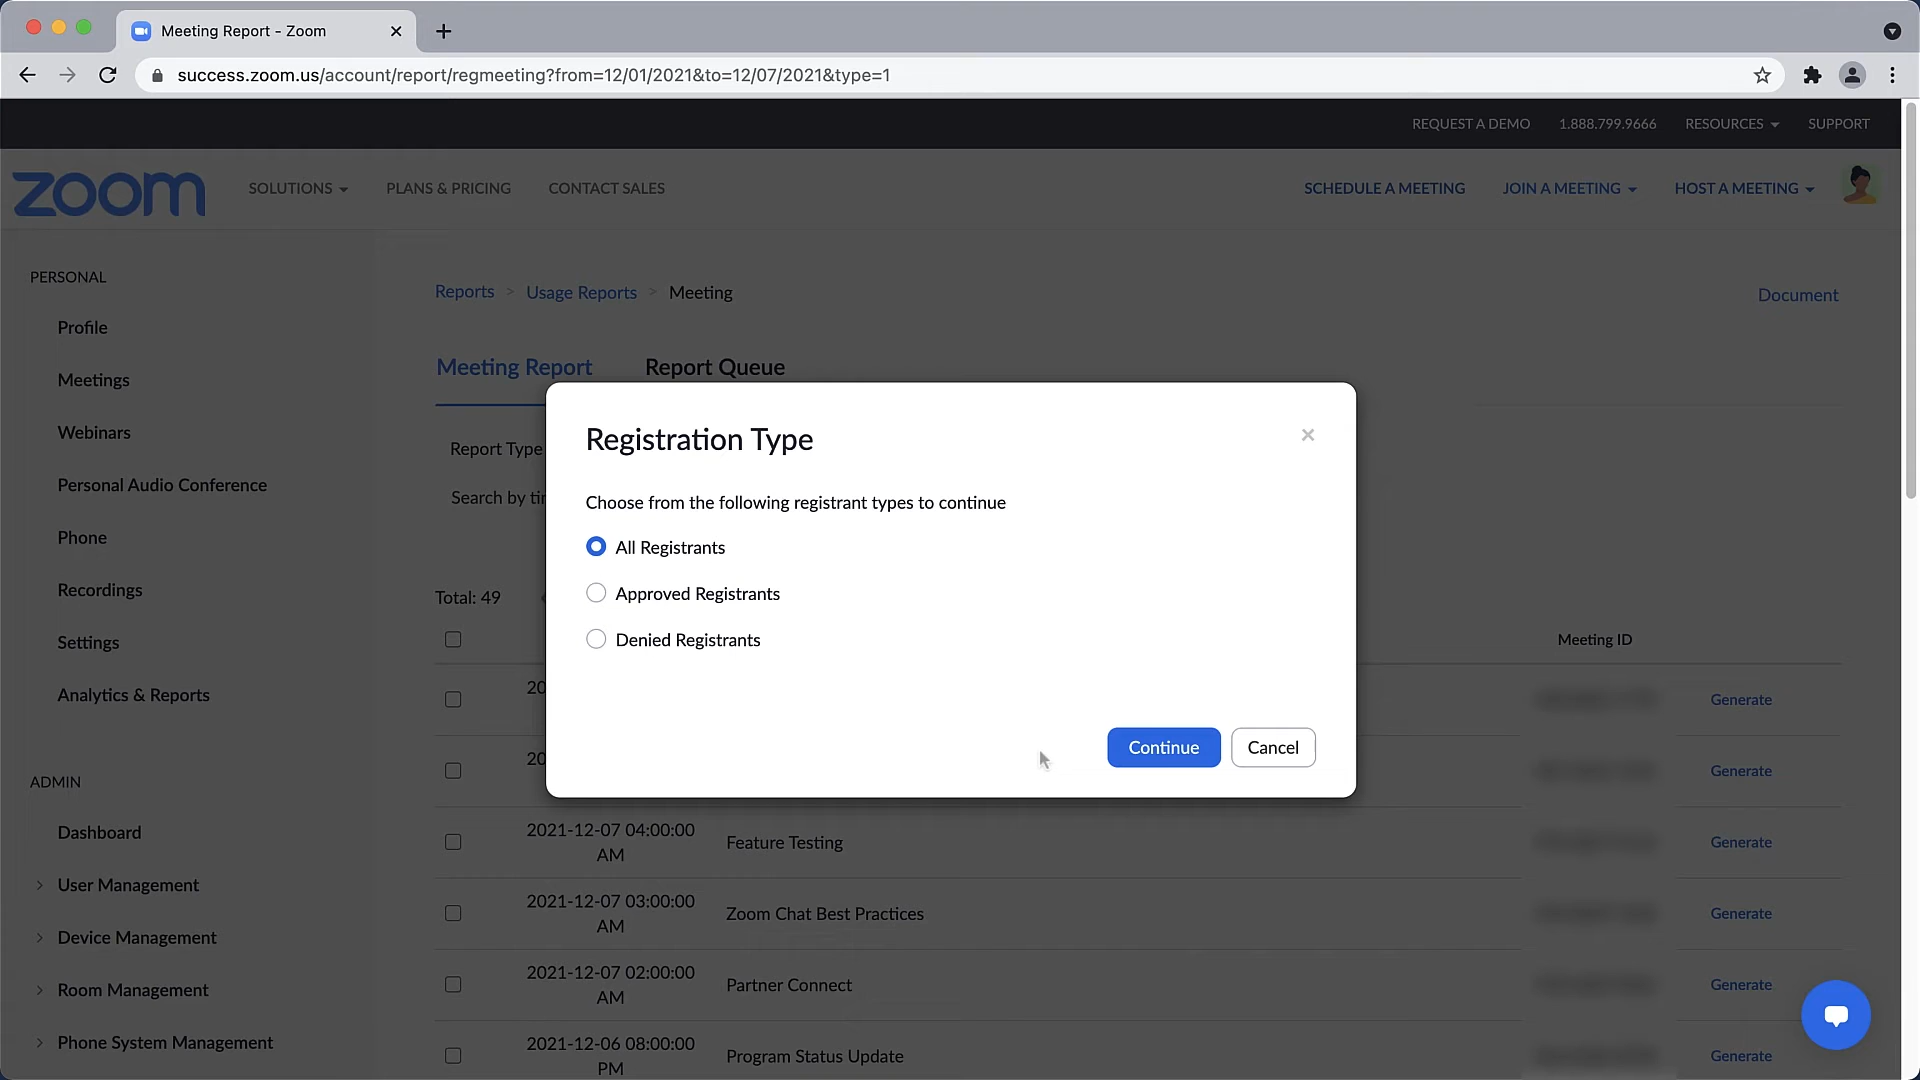 Meeting Report - Zoom
success.zoom.us/account/report/regmeeting?from=12/01/2021&to=12/07/2021&type=1
REQUEST A DEMO 1.888.799.9666 RESOURCES SUPPORT
zoom SOLUTIONS PLANS & PRICING CONTACT SALES SCHEDULE A MEETING JOIN A MEETING HOST A MEETING
PERSONAL
Profile
Meetings
Webinars
Personal Audio Conference
Phone
Recordings
Settings
Analytics & Reports
ADMIN
Dashboard
> User Management
> Device Management
> Room Management
> Phone System Management
Reports > Usage Reports > Meeting
Document
Meeting Report Report Queue
Report Type
Search by
Registration Type
Choose from the following registrant types to continue
All Registrants
Approved Registrants
Denied Registrants
Continue Cancel
Total: 49
Meeting ID
20 Generate
20 Generate
2021-12-07 04:00:00 Feature Testing Generate
AM
2021-12-07 03:00:00 Zoom Chat Best Practices Generate
AM
2021-12-07 02:00:00 Partner Connect Generate
AM
2021-12-06 08:00:00 Program Status Update Generate
PM